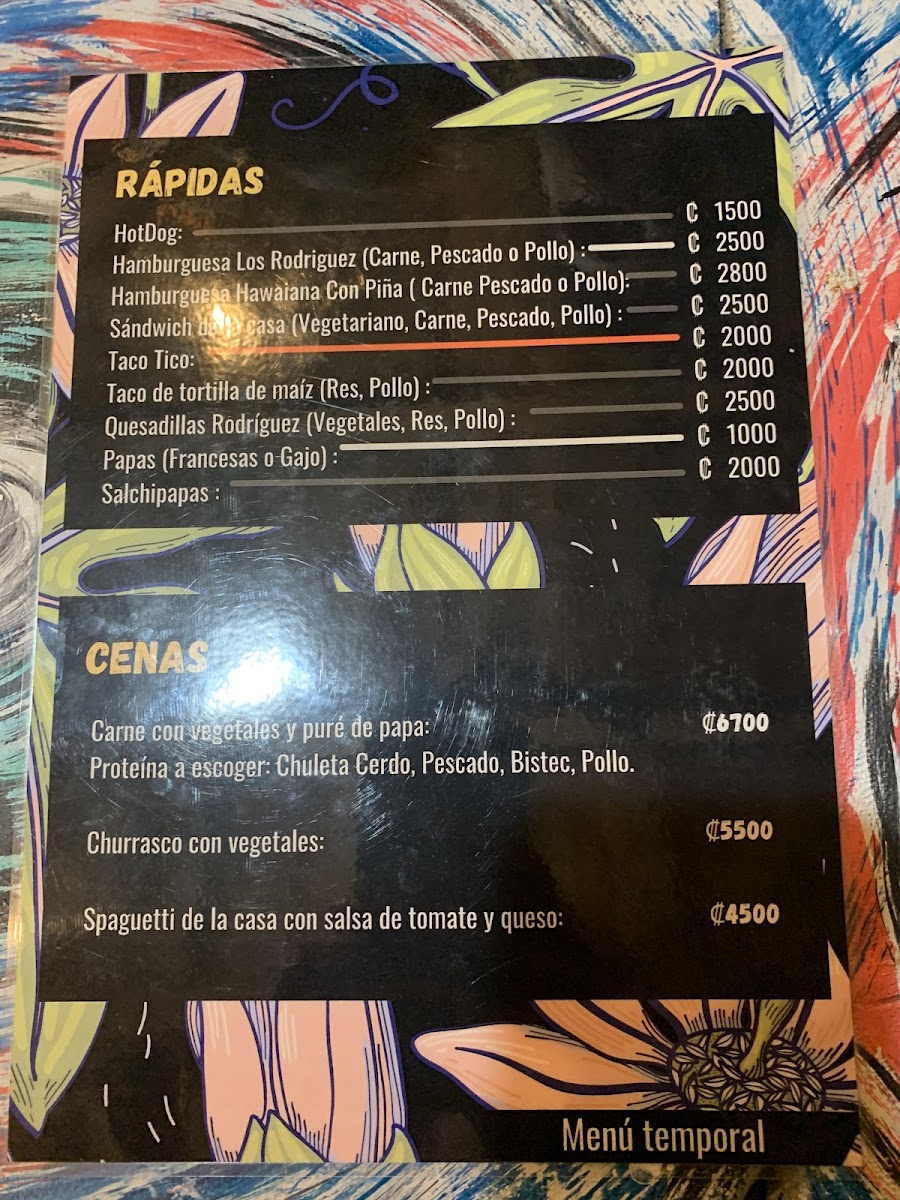 RÁPIDAS
HotDog: ₡ 1500
Hamburguesa Los Rodriguez (Carne, Pescado o Pollo) : ₡ 2500
Hamburguesa Hawaiana Con Piña ( Carne Pescado o Pollo): ₡ 2800
Sándwich de la casa (Vegetariano, Carne, Pescado, Pollo) : ₡ 2500
Taco Tico: ₡ 2000
Taco de tortilla de maíz (Res, Pollo) : ₡ 2000
Quesadillas Rodríguez (Vegetales, Res, Pollo) : ₡ 2500
Papas (Francesas o Gajo) : ₡ 1000
Salchipapas : ₡ 2000
CENAS
Carne con vegetales y puré de papa: ₡6700
Proteína a escoger: Chuleta Cerdo, Pescado, Bistec, Pollo.
Churrasco con vegetales: ₡5500
Spaguetti de la casa con salsa de tomate y queso: ₡4500
Menú temporal